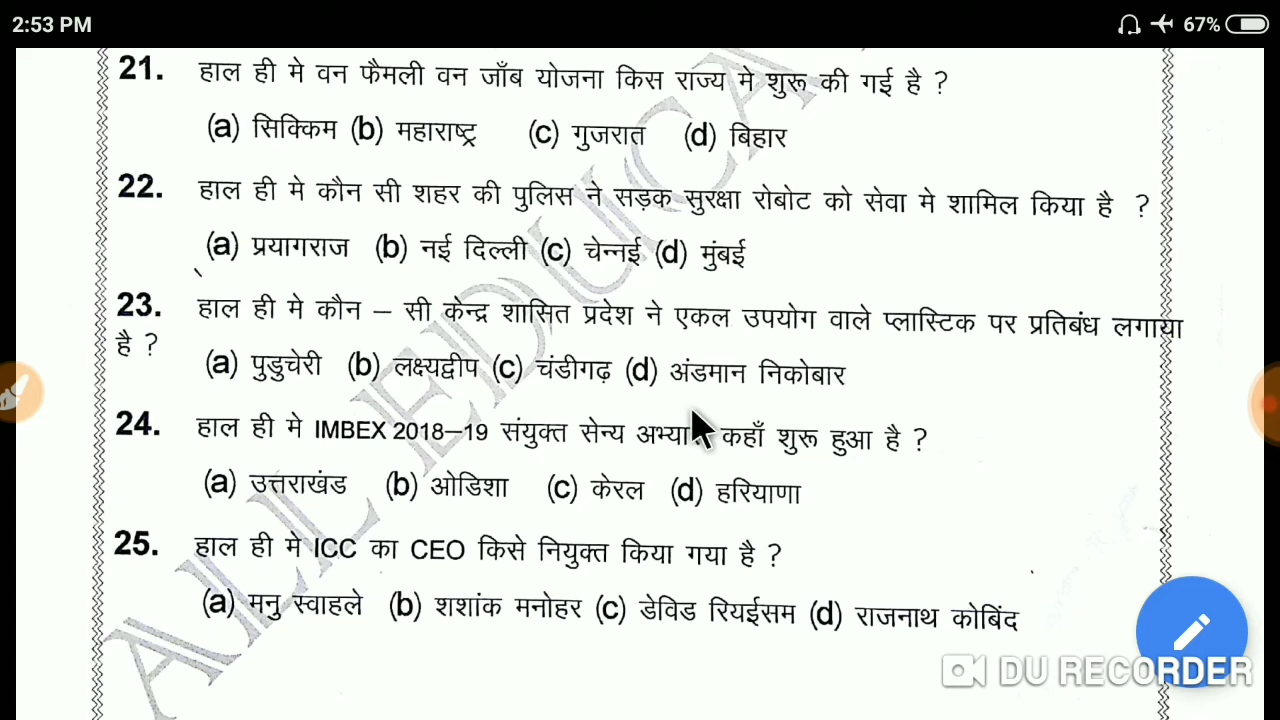 2:53 PM 67%
21. हाल ही मे वन फैमली वन जॉंब योजना किस राज्य मे शुरू की गई है ?
(a) सिक्किम (b) महाराष्ट्र (c) गुजरात (d) बिहार
22. हाल ही मे कौन सी शहर की पुलिस ने सड़क सुरक्षा रोबोट को सेवा मे शामिल किया है ?
(a) प्रयागराज (b) नई दिल्ली (c) चेन्नई (d) मुंबई
23. हाल ही मे कौन – सी केन्द्र शासित प्रदेश ने एकल उपयोग वाले प्लास्टिक पर प्रतिबंध लगाया
है ?
(a) पुडुचेरी (b) लक्ष्यद्वीप (c) चंडीगढ़ (d) अंडमान निकोबार
24. हाल ही मे IMBEX 2018–19 संयुक्त सेन्य कहाँ शुरू हुआ है ?
(a) उत्तराखंड (b) ओडिशा (c) केरल (d) हरियाणा
25. हाल ही मे ICC का CEO किसे नियुक्त किया गया है ?
(a) मनु स्वाहले (b) शशांक मनोहर (c) डेविड रियईसम (d) राजनाथ कोबिंद
ALL EDUCA
DU RECORDER